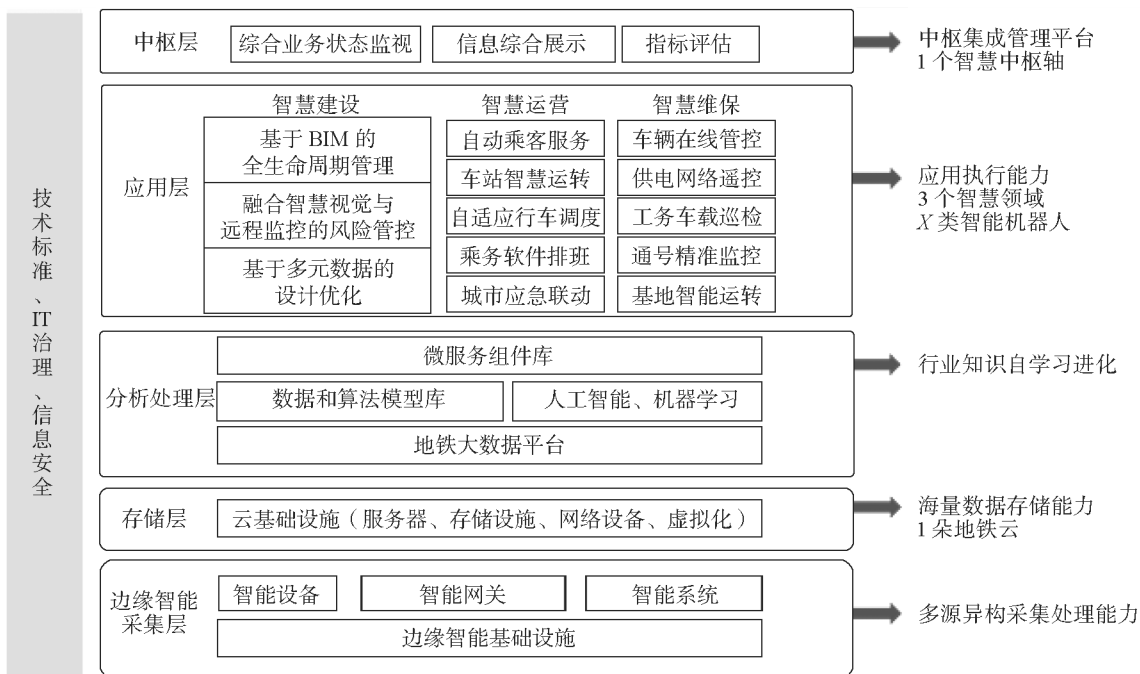 技术标准、IT治理、信息安全
中枢层
综合业务状态监视
信息综合展示
指标评估
中枢集成管理平台
1个智慧中枢轴
应用层
智慧建设
基于 BIM 的
全生命周期管理
融合智慧视觉与
远程监控的风险管控
基于多元数据的
设计优化
智慧运营
自动乘客服务
车站智慧运转
自适应行车调度
乘务软件排班
城市应急联动
智慧维保
车辆在线管控
供电网络遥控
工务车载巡检
通号精准监控
基地智能运转
应用执行能力
3个智慧领域
X 类智能机器人
分析处理层
微服务组件库
数据和算法模型库
人工智能、机器学习
地铁大数据平台
行业知识自学习进化
存储层
云基础设施（服务器、存储设施、网络设备、虚拟化）
海量数据存储能力
1朵地铁云
边缘智能
采集层
智能设备
智能网关
智能系统
边缘智能基础设施
多源异构采集处理能力